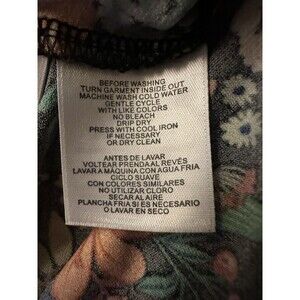 BEFORE WASHING
TURN GARMENT INSIDE OUT
MACHINE WASH COLD WATER
GENTLE CYCLE
WITH LIKE COLORS
NO BLEACH
DRIP DRY
PRESS WITH COOL IRON
IF NECESSARY
OR DRY CLEAN
ANTES DE LAVAR
VOLTEAR PRENDA AL REVÉS
LAVAR A MÁQUINA CON AGUA FRIA
CICLO SUAVE
CON COLORES SIMILARES
NO UTILIZAR CLORO
SECAR AL AIRE
PLANCHA FRIA SI ES NECESARIO
O LAVAR EN SECO